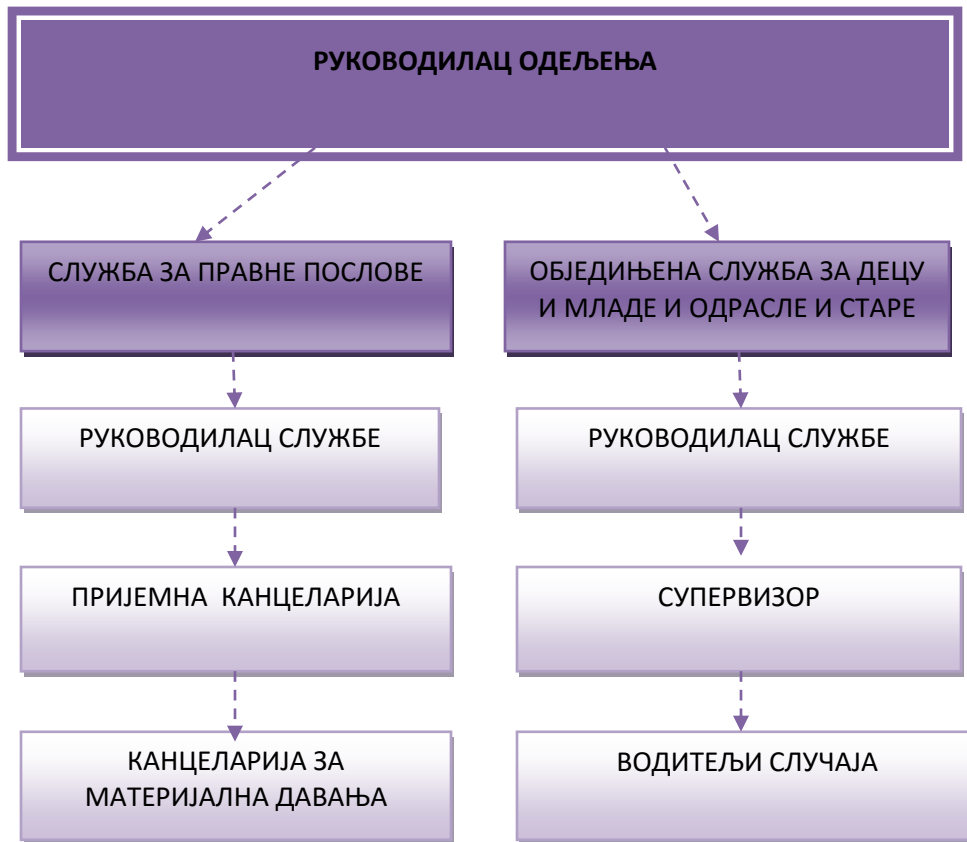 РУКОВОДИЛАЦ ОДЕЉЕЊА
СЛУЖБА ЗА ПРАВНЕ ПОСЛОВЕ
ОБЈЕДИЊЕНА СЛУЖБА ЗА ДЕЦУ
И МЛАДЕ И ОДРАСЛЕ И СТАРЕ
РУКОВОДИЛАЦ СЛУЖБЕ
РУКОВОДИЛАЦ СЛУЖБЕ
ПРИЈЕМНА КАНЦЕЛАРИЈА
СУПЕРВИЗОР
КАНЦЕЛАРИЈА ЗА
МАТЕРИЈАЛНА ДАВАЊА
ВОДИТЕЉИ СЛУЧАЈА